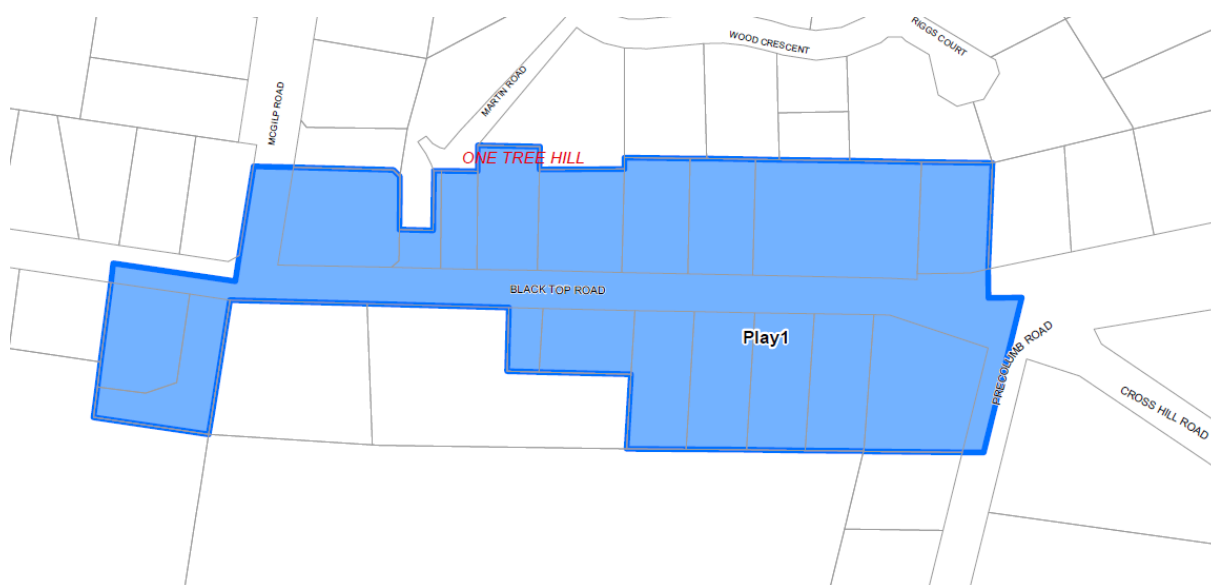 RIGGS COURT
WOOD CRESCENT
MARTIN ROAD
MCGILP ROAD
ONE TREE HILL
BLACK TOP ROAD
Play1
PRECOLUMB ROAD
CROSS HILL ROAD